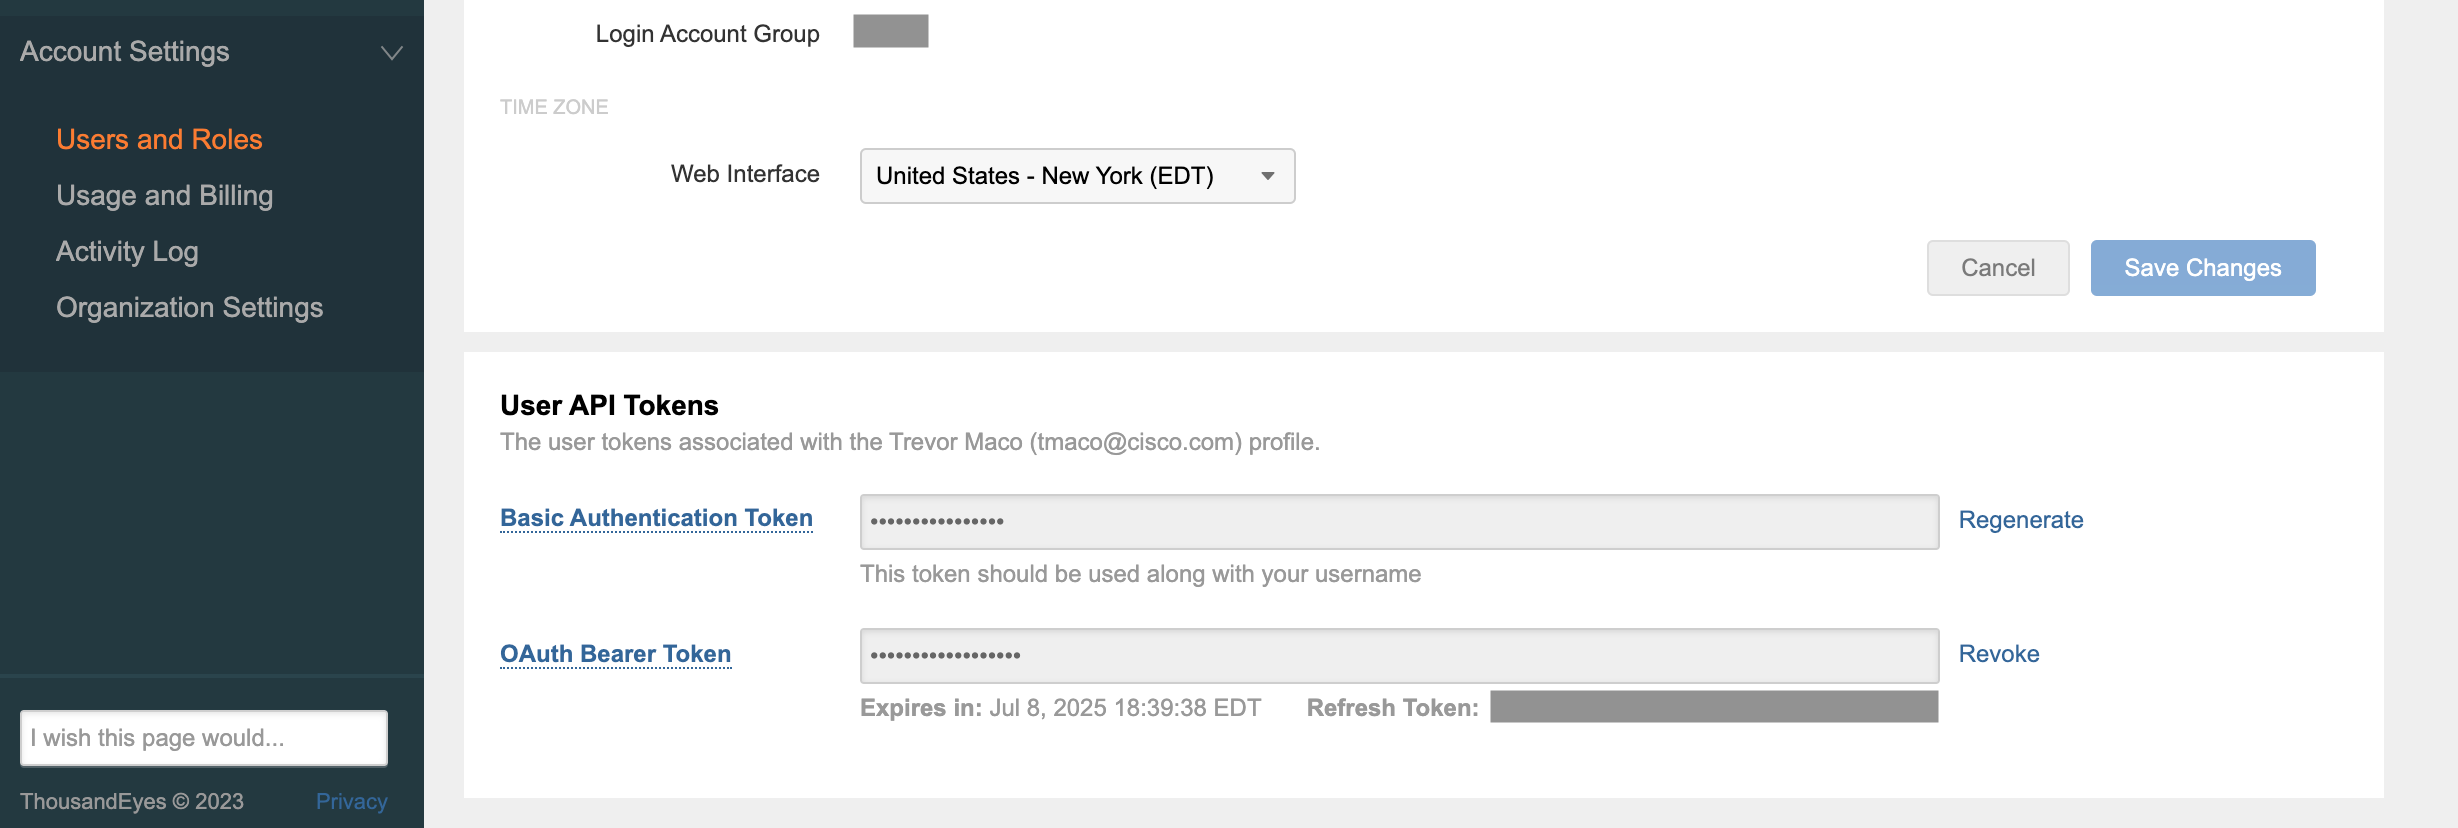 Account Settings
Users and Roles
Usage and Billing
Activity Log
Organization Settings
I wish this page would...
ThousandEyes © 2023 Privacy
Login Account Group
TIME ZONE
Web Interface United States - New York (EDT)
Cancel Save Changes
User API Tokens
The user tokens associated with the Trevor Maco (tmaco@cisco.com) profile.
Basic Authentication Token •••••••••••••••• Regenerate
This token should be used along with your username
OAuth Bearer Token •••••••••••••••••• Revoke
Expires in: Jul 8, 2025 18:39:38 EDT Refresh Token: